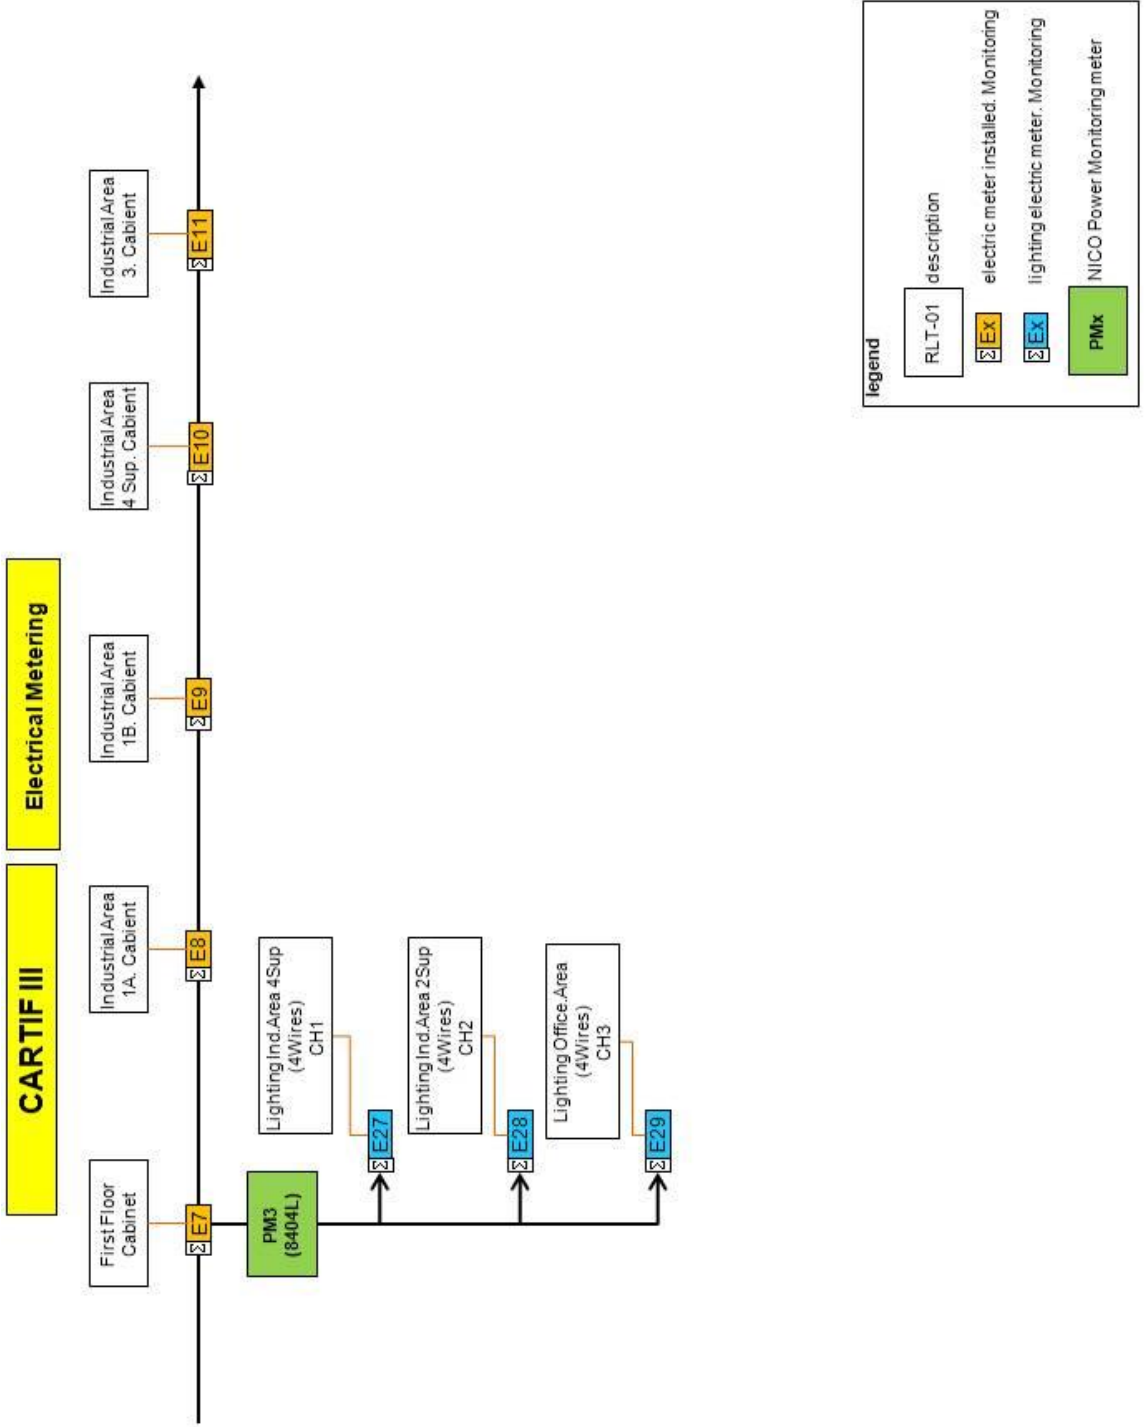 CARTIF III
Electrical Metering
First Floor
Cabinet
Industrial Area
1A. Cabient
Industrial Area
1B. Cabient
Industrial Area
4 Sup. Cabient
Industrial Area
3. Cabient
Σ E7
Σ E8
Σ E9
Σ E10
Σ E11
PM3
(8404L)
Lighting Ind.Area 4Sup
(4Wires)
CH1
Σ E27
Lighting Ind.Area 2Sup
(4Wires)
CH2
Σ E28
Lighting Office.Area
(4Wires)
CH3
Σ E29
legend
RLT-01 description
Σ Ex electric meter installed. Monitoring
Σ Ex lighting electric meter. Monitoring
PMx NICO Power Monitoring meter